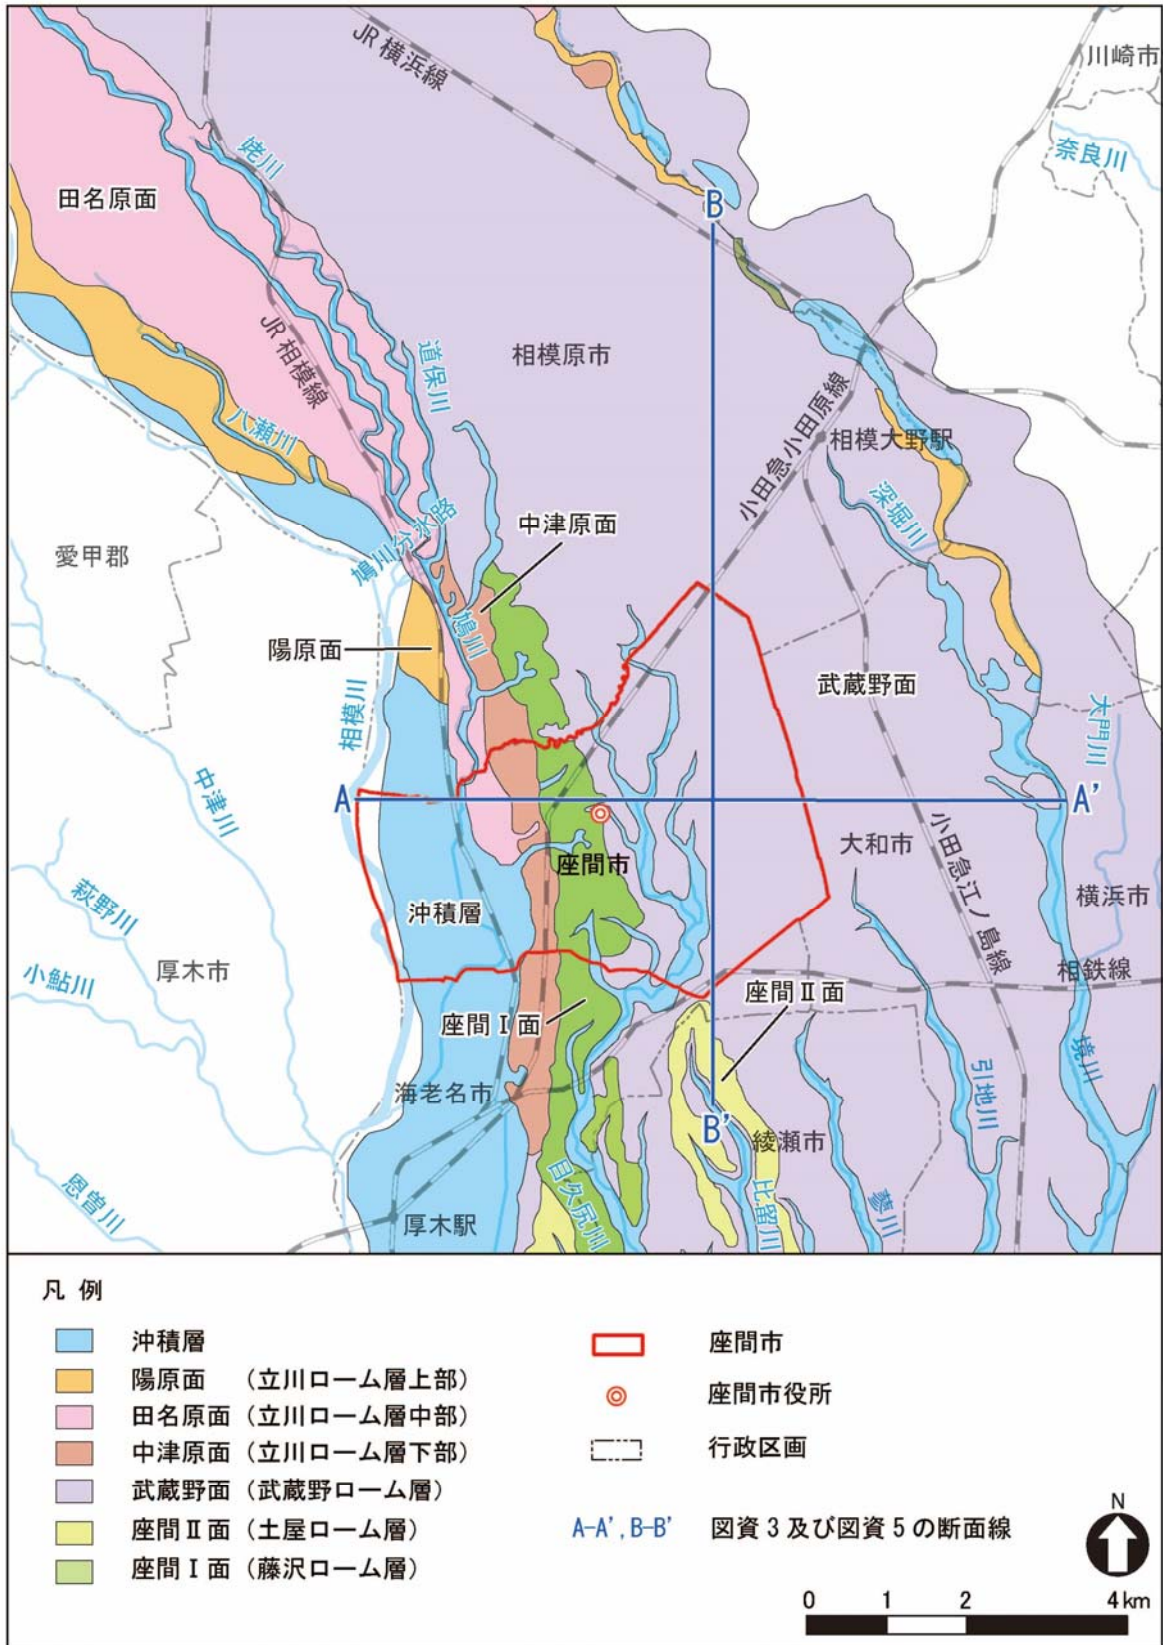 JR横浜線
川崎市
奈良川
姥川
田名原面
B
JR相模線
道保川
相模原市
小田急小田原線
相模大野駅
八瀬川
深堀川
鳩川分水路
中津原面
愛甲郡
鳩川
陽原面
武蔵野面
相模川
大門川
中津川
A
A'
大和市
小田急江ノ島線
座間市
横浜市
萩野川
沖積層
厚木市
相鉄線
小鮎川
座間Ⅱ面
座間Ⅰ面
境川
引地川
海老名市
B'
綾瀬市
目久尻川
比留川
蓼川
恩曽川
厚木駅
凡 例
沖積層
陽原面 (立川ローム層上部)
田名原面(立川ローム層中部)
中津原面(立川ローム層下部)
武蔵野面(武蔵野ローム層)
座間Ⅱ面(土屋ローム層)
座間Ⅰ面(藤沢ローム層)
座間市
座間市役所
行政区画
A-A', B-B' 図資3及び図資5の断面線
N
0 1 2 4km